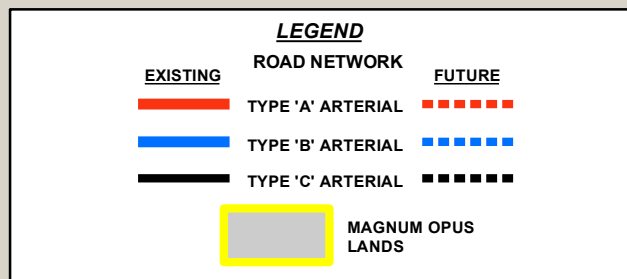 LEGEND
ROAD NETWORK
EXISTING FUTURE
TYPE 'A' ARTERIAL
TYPE 'B' ARTERIAL
TYPE 'C' ARTERIAL
MAGNUM OPUS
LANDS